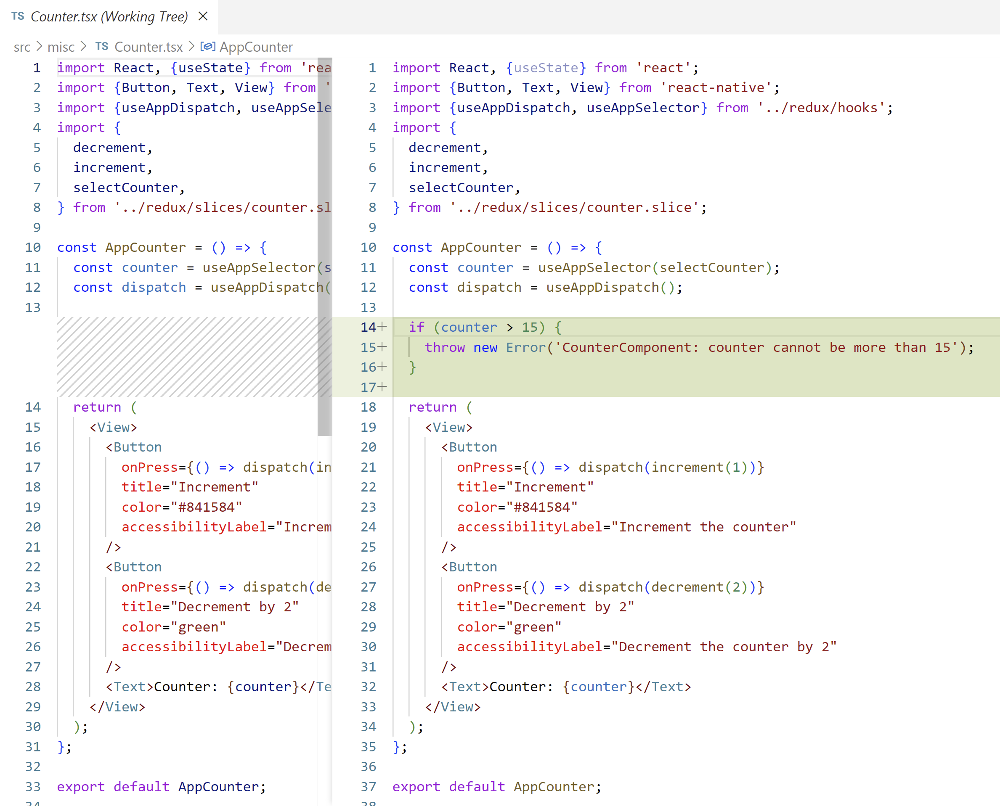 TS Counter.tsx (Working Tree)
src > misc > TS Counter.tsx > AppCounter
1 import React, {useState} from 'rea
2 import {Button, Text, View} from '
3 import {useAppDispatch, useAppSele
4 import {
5 decrement,
6 increment,
7 selectCounter,
8 } from '../redux/slices/counter.sl
9
10 const AppCounter = () => {
11 const counter = useAppSelector(s
12 const dispatch = useAppDispatch(
13
14 return (
15 <View>
16 <Button
17 onPress={() => dispatch(in
18 title="Increment"
19 color="#841584"
20 accessibilityLabel="Increm
21 />
22 <Button
23 onPress={() => dispatch(de
24 title="Decrement by 2"
25 color="green"
26 accessibilityLabel="Decrem
27 />
28 <Text>Counter: {counter}</Te
29 </View>
30 );
31 };
32
33 export default AppCounter;
34
1 import React, {useState} from 'react';
2 import {Button, Text, View} from 'react-native';
3 import {useAppDispatch, useAppSelector} from '../redux/hooks';
4 import {
5 decrement,
6 increment,
7 selectCounter,
8 } from '../redux/slices/counter.slice';
9
10 const AppCounter = () => {
11 const counter = useAppSelector(selectCounter);
12 const dispatch = useAppDispatch();
13
14+ if (counter > 15) {
15+ throw new Error('CounterComponent: counter cannot be more than 15');
16+ }
17+
18 return (
19 <View>
20 <Button
21 onPress={() => dispatch(increment(1))}
22 title="Increment"
23 color="#841584"
24 accessibilityLabel="Increment the counter"
25 />
26 <Button
27 onPress={() => dispatch(decrement(2))}
28 title="Decrement by 2"
29 color="green"
30 accessibilityLabel="Decrement the counter by 2"
31 />
32 <Text>Counter: {counter}</Text>
33 </View>
34 );
35 };
36
37 export default AppCounter;
38